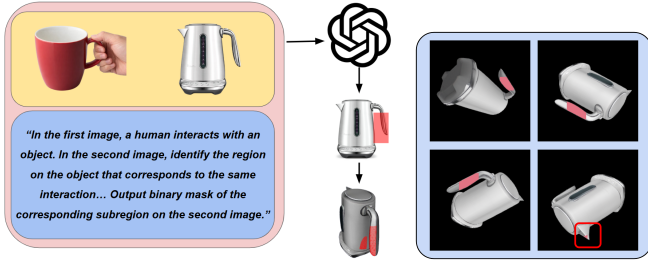 “In the first image, a human interacts with an
object. In the second image, identify the region
on the object that corresponds to the same
interaction… Output binary mask of the
corresponding subregion on the second image.”